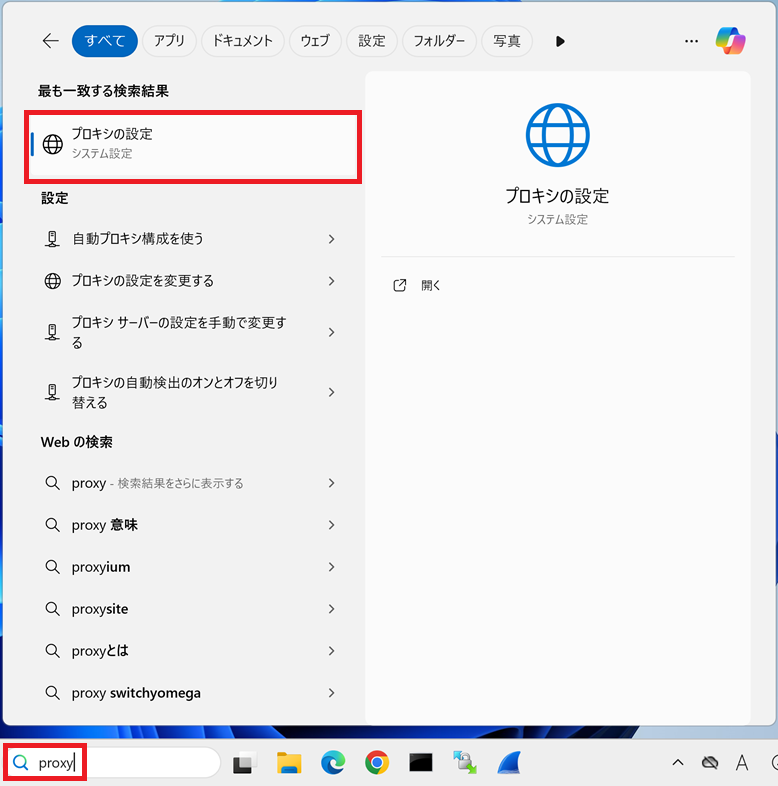 すべて アプリ ドキュメント ウェブ 設定 フォルダー 写真
最も一致する検索結果
プロキシの設定
システム設定
設定
自動プロキシ構成を使う
プロキシの設定を変更する
プロキシ サーバーの設定を手動で変更す
る
プロキシの自動検出のオンとオフを切り
替える
Web の検索
proxy - 検索結果をさらに表示する
proxy 意味
proxyium
proxysite
proxyとは
proxy switchyomega
プロキシの設定
システム設定
開く
proxy
A